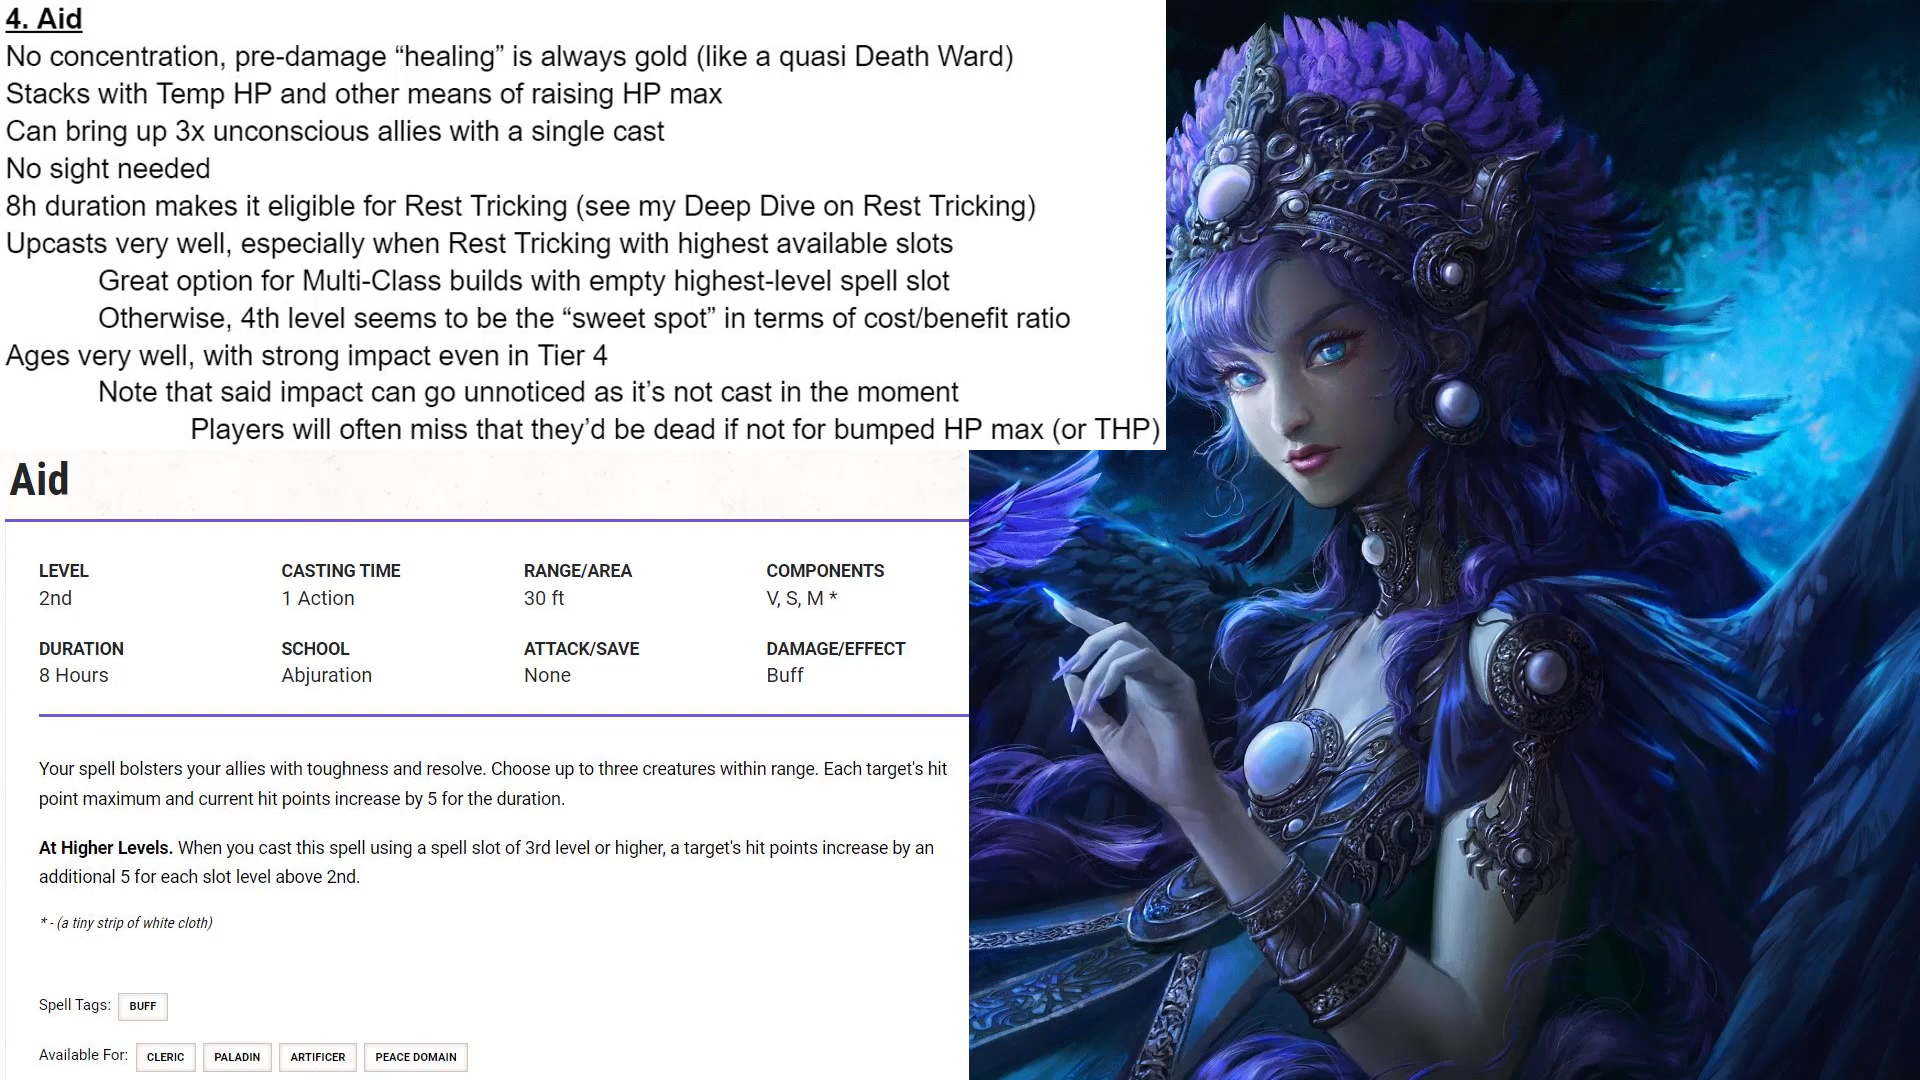 4. Aid
No concentration, pre-damage “healing” is always gold (like a quasi Death Ward)
Stacks with Temp HP and other means of raising HP max
Can bring up 3x unconscious allies with a single cast
No sight needed
8h duration makes it eligible for Rest Tricking (see my Deep Dive on Rest Tricking)
Upcasts very well, especially when Rest Tricking with highest available slots
Great option for Multi-Class builds with empty highest-level spell slot
Otherwise, 4th level seems to be the “sweet spot” in terms of cost/benefit ratio
Ages very well, with strong impact even in Tier 4
Note that said impact can go unnoticed as it’s not cast in the moment
Players will often miss that they’d be dead if not for bumped HP max (or THP)
Aid
LEVEL CASTING TIME RANGE/AREA COMPONENTS
2nd 1 Action 30 ft V, S, M *
DURATION SCHOOL ATTACK/SAVE DAMAGE/EFFECT
8 Hours Abjuration None Buff
Your spell bolsters your allies with toughness and resolve. Choose up to three creatures within range. Each target's hit
point maximum and current hit points increase by 5 for the duration.
At Higher Levels. When you cast this spell using a spell slot of 3rd level or higher, a target's hit points increase by an
additional 5 for each slot level above 2nd.
* - (a tiny strip of white cloth)
Spell Tags: BUFF
Available For: CLERIC PALADIN ARTIFICER PEACE DOMAIN